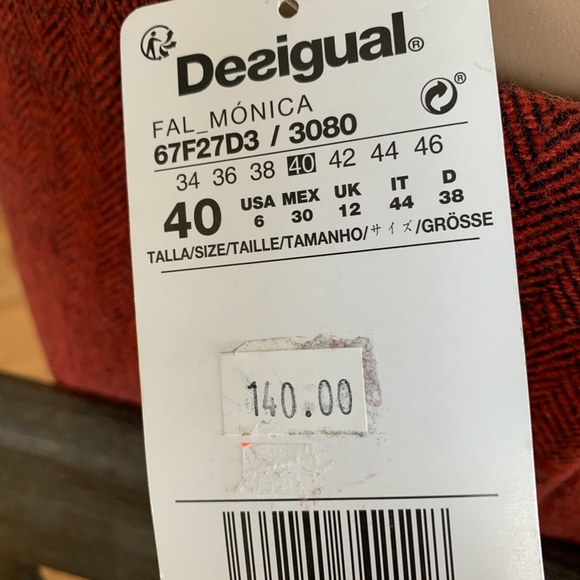 Desigual®
FAL_MÓNICA
67F27D3 / 3080
34 36 38 40 42 44 46
40 USA 6 MEX 30 UK 12 IT 44 D 38
TALLA/SIZE/TAILLE/TAMANHO/サイズ/GRÖSSE
140.00